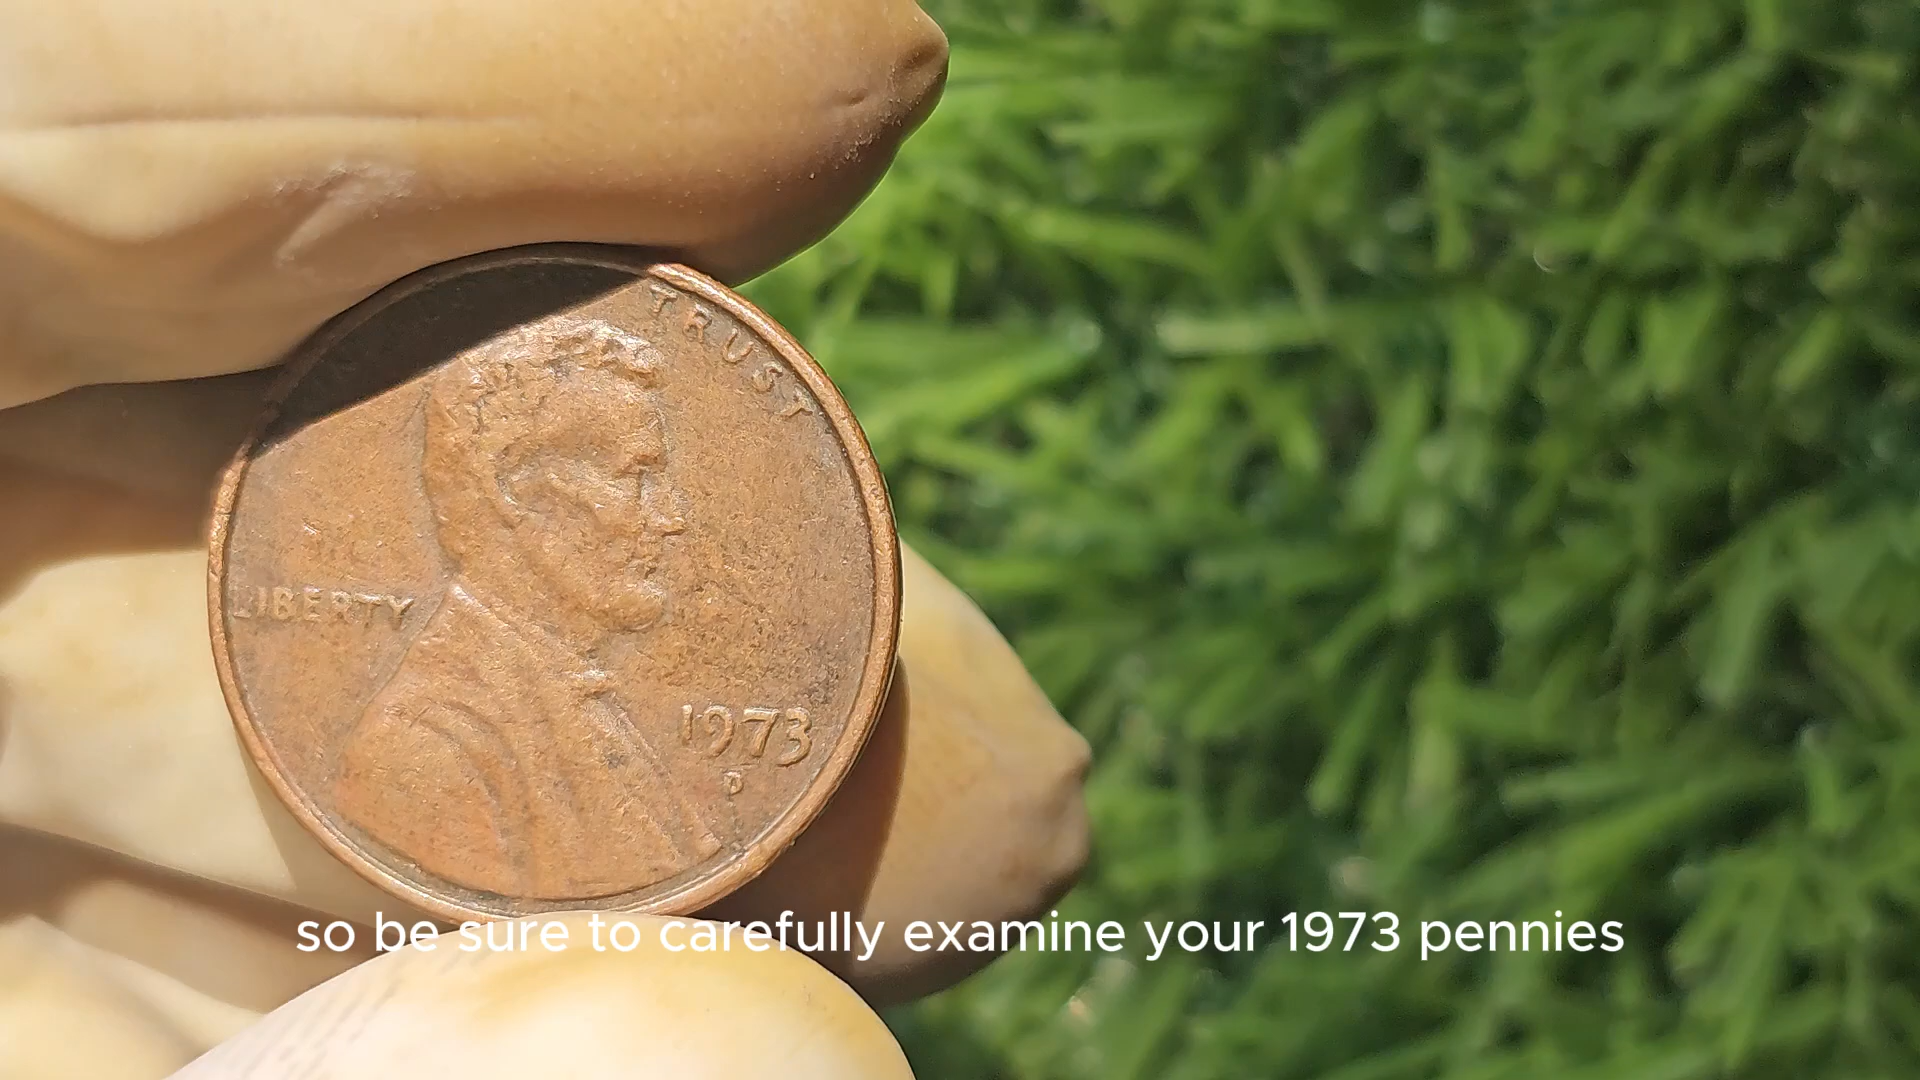 TRUST
LIBERTY
1973
D
so be sure to carefully examine your 1973 pennies